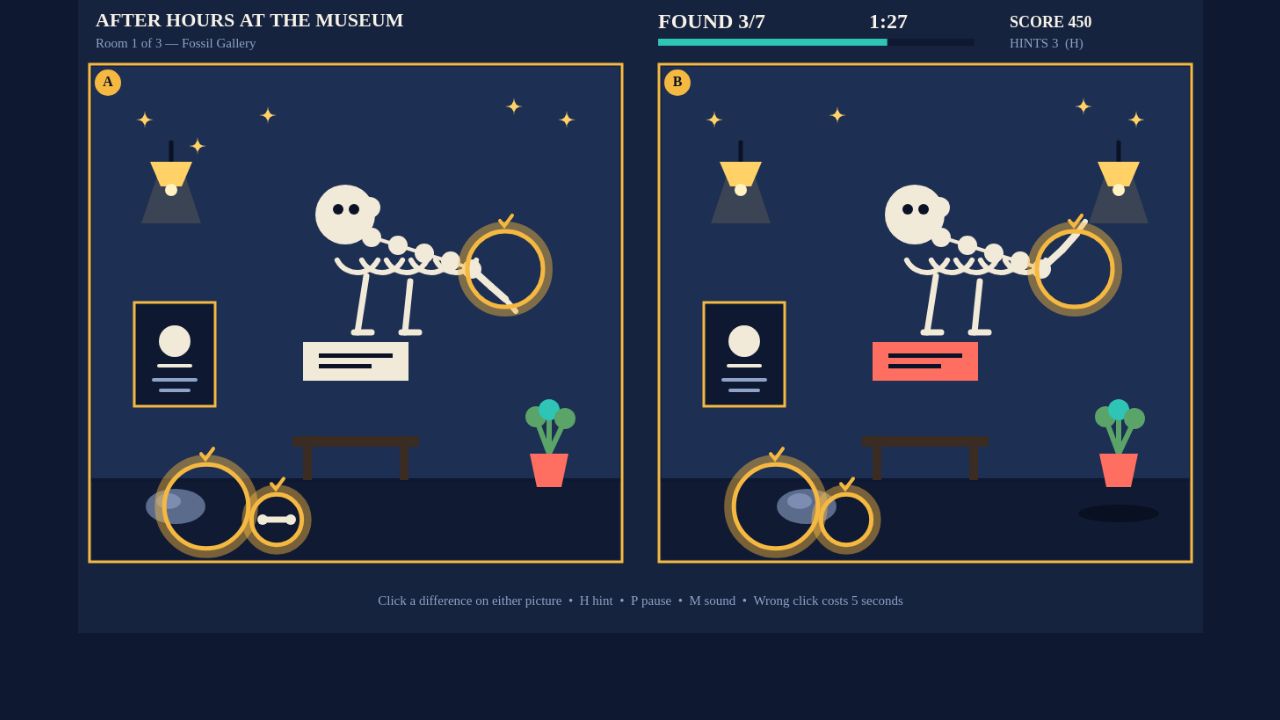 AFTER HOURS AT THE MUSEUM
Room 1 of 3 — Fossil Gallery
FOUND 3/7
1:27
SCORE 450
HINTS 3 (H)
A
B
Click a difference on either picture • H hint • P pause • M sound • Wrong click costs 5 seconds